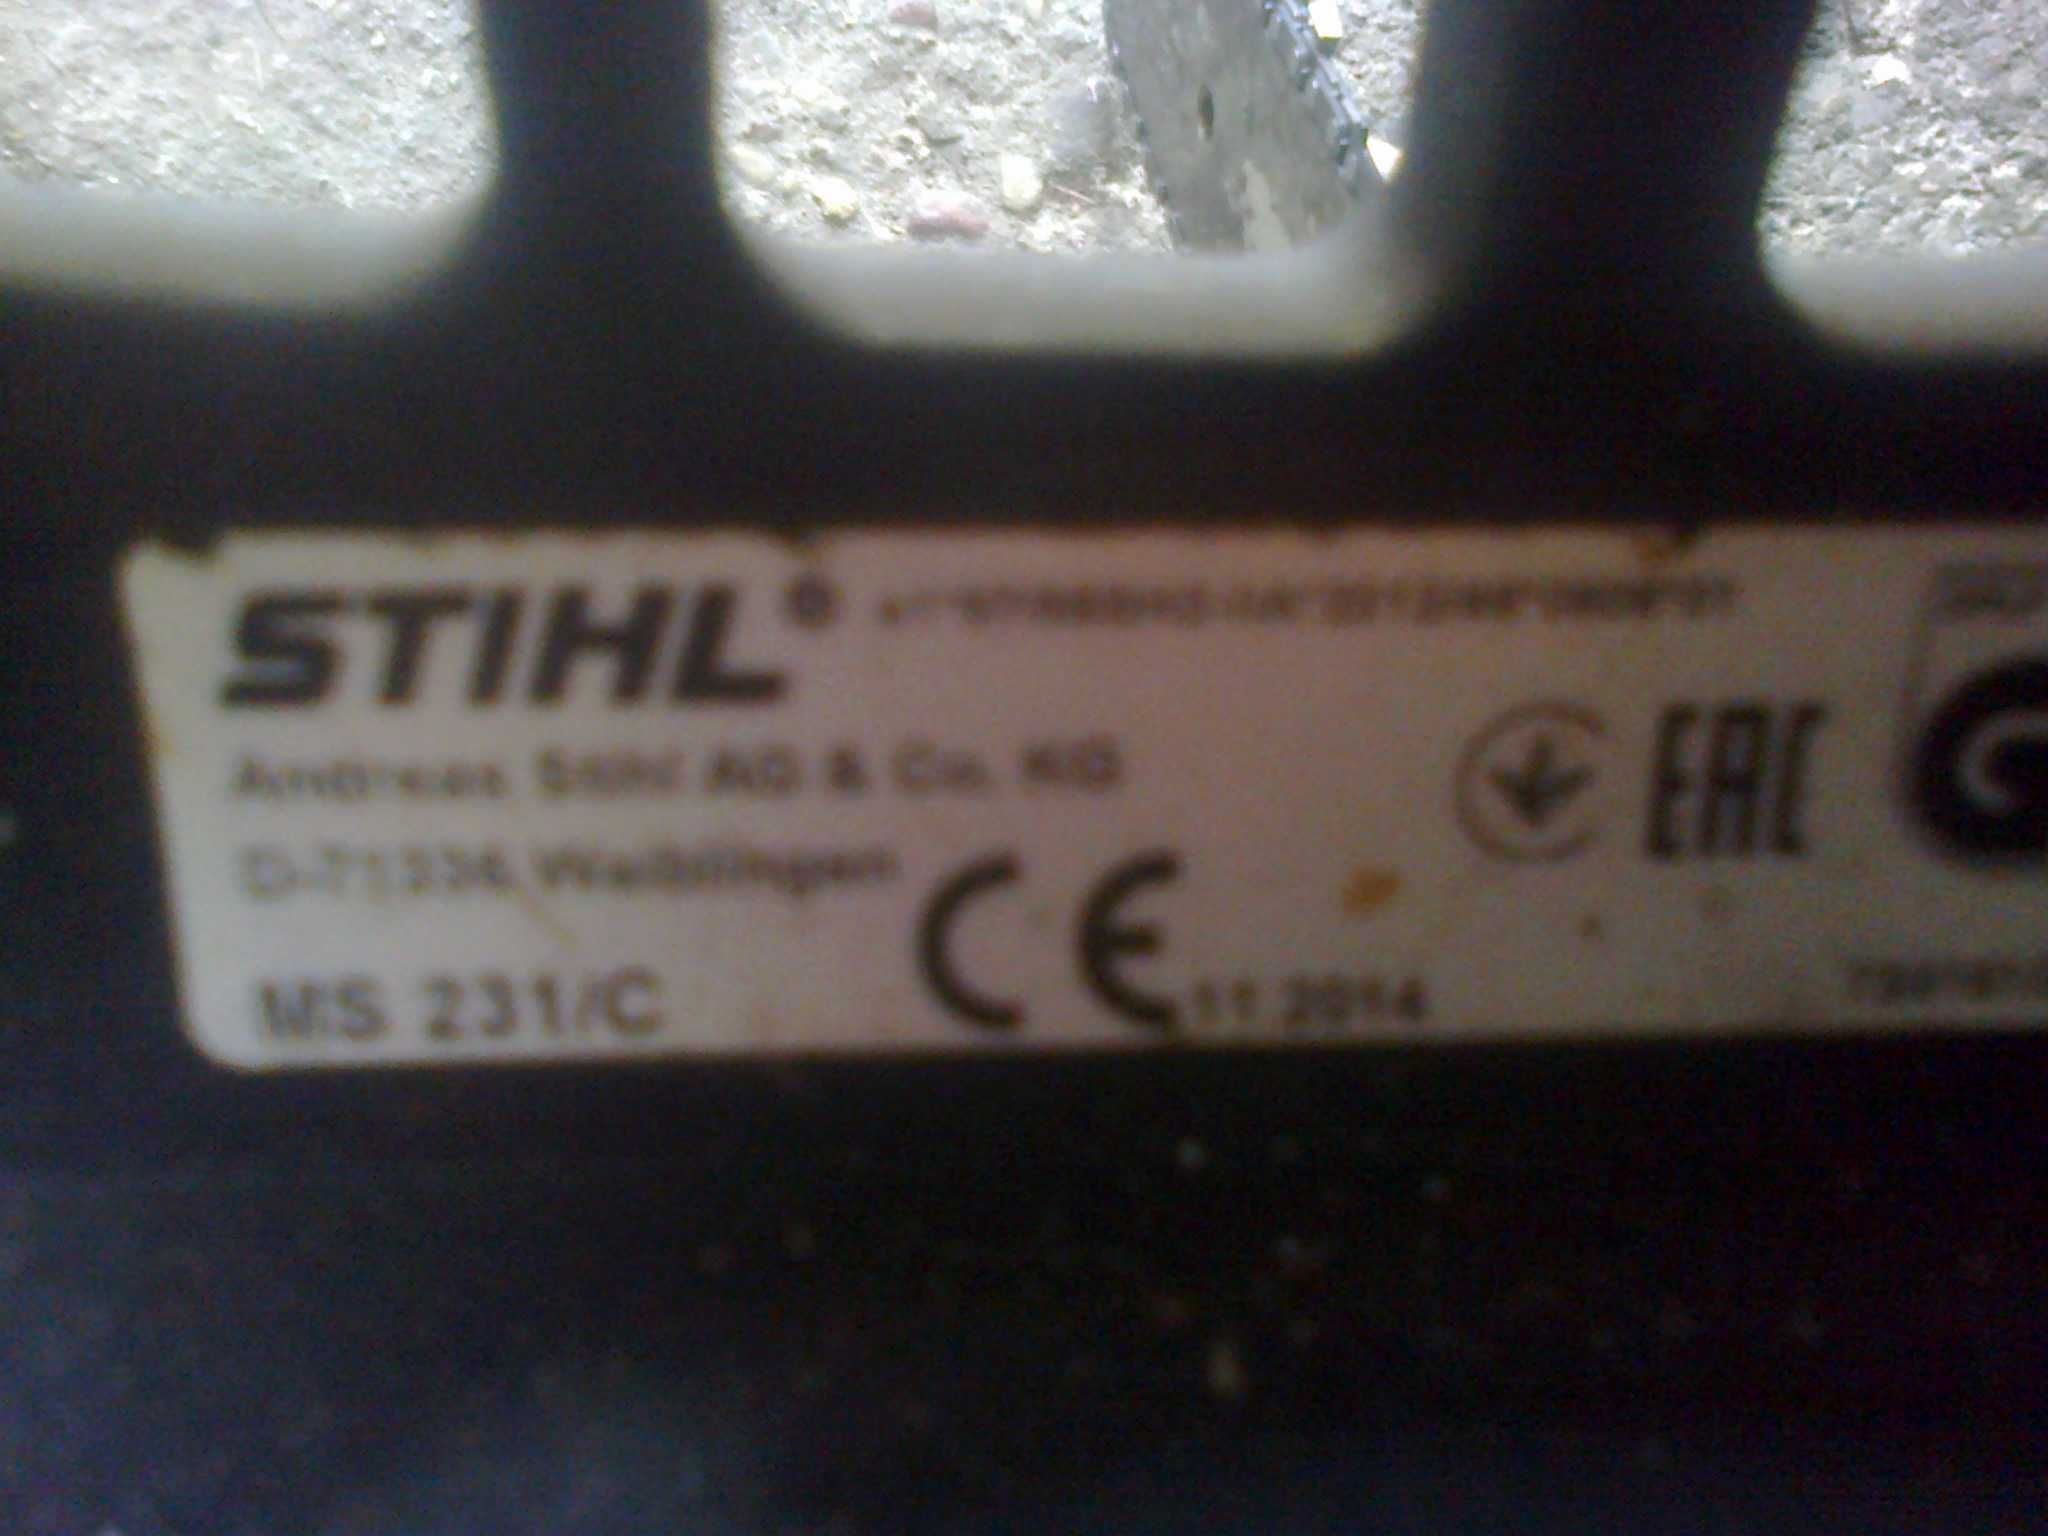 STIHL®
Andreas Stihl AG & Co. KG
D-71336 Waiblingen
MS 231/C
CE
11.2014
EAC